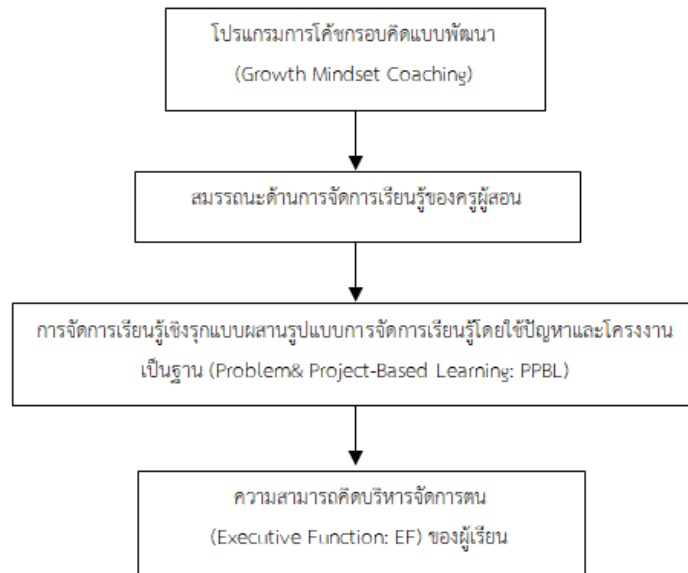 โปรแกรมการโค้ชกรอบคิดแบบพัฒนา
(Growth Mindset Coaching)
สมรรถนะด้านการจัดการเรียนรู้ของครูผู้สอน
การจัดการเรียนรู้เชิงรุกแบบผสานรูปแบบการจัดการเรียนรู้โดยใช้ปัญหาและโครงงาน
เป็นฐาน (Problem& Project-Based Learning: PPBL)
ความสามารถคิดบริหารจัดการตน
(Executive Function: EF) ของผู้เรียน